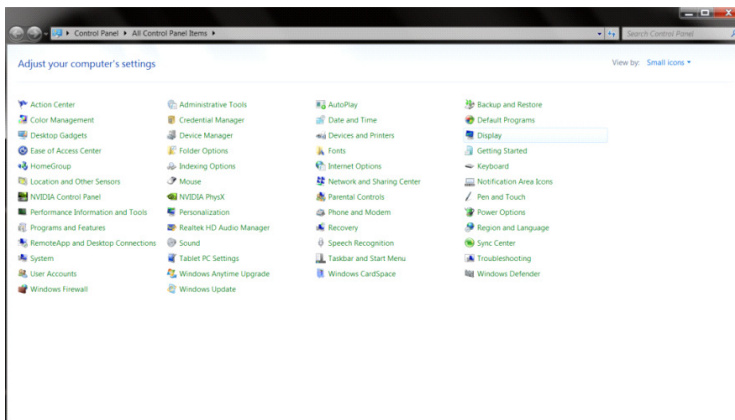 Control Panel ▸ All Control Panel Items ▸
Search Control Panel
Adjust your computer's settings
View by: Small icons
Action Center
Administrative Tools
AutoPlay
Backup and Restore
Color Management
Credential Manager
Date and Time
Default Programs
Desktop Gadgets
Device Manager
Devices and Printers
Display
Ease of Access Center
Folder Options
Fonts
Getting Started
HomeGroup
Indexing Options
Internet Options
Keyboard
Location and Other Sensors
Mouse
Network and Sharing Center
Notification Area Icons
NVIDIA Control Panel
NVIDIA PhysX
Parental Controls
Pen and Touch
Performance Information and Tools
Personalization
Phone and Modem
Power Options
Programs and Features
Realtek HD Audio Manager
Recovery
Region and Language
RemoteApp and Desktop Connections
Sound
Speech Recognition
Sync Center
System
Tablet PC Settings
Taskbar and Start Menu
Troubleshooting
User Accounts
Windows Anytime Upgrade
Windows CardSpace
Windows Defender
Windows Firewall
Windows Update